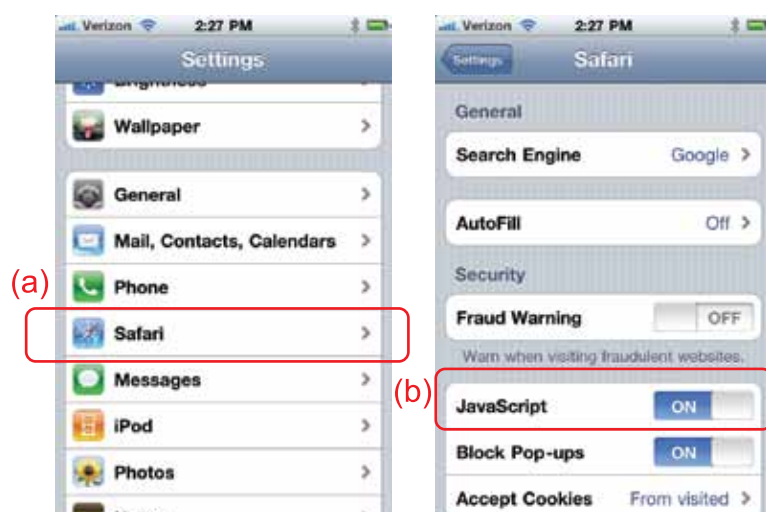 Verizon 2:27 PM
Settings
Brightness
Wallpaper
General
Mail, Contacts, Calendars
(a)
Phone
Safari
Messages
iPod
Photos
Verizon 2:27 PM
Settings
Safari
General
Search Engine Google
AutoFill Off
Security
Fraud Warning OFF
Warn when visiting fraudulent websites.
(b)
JavaScript ON
Block Pop-ups ON
Accept Cookies From visited